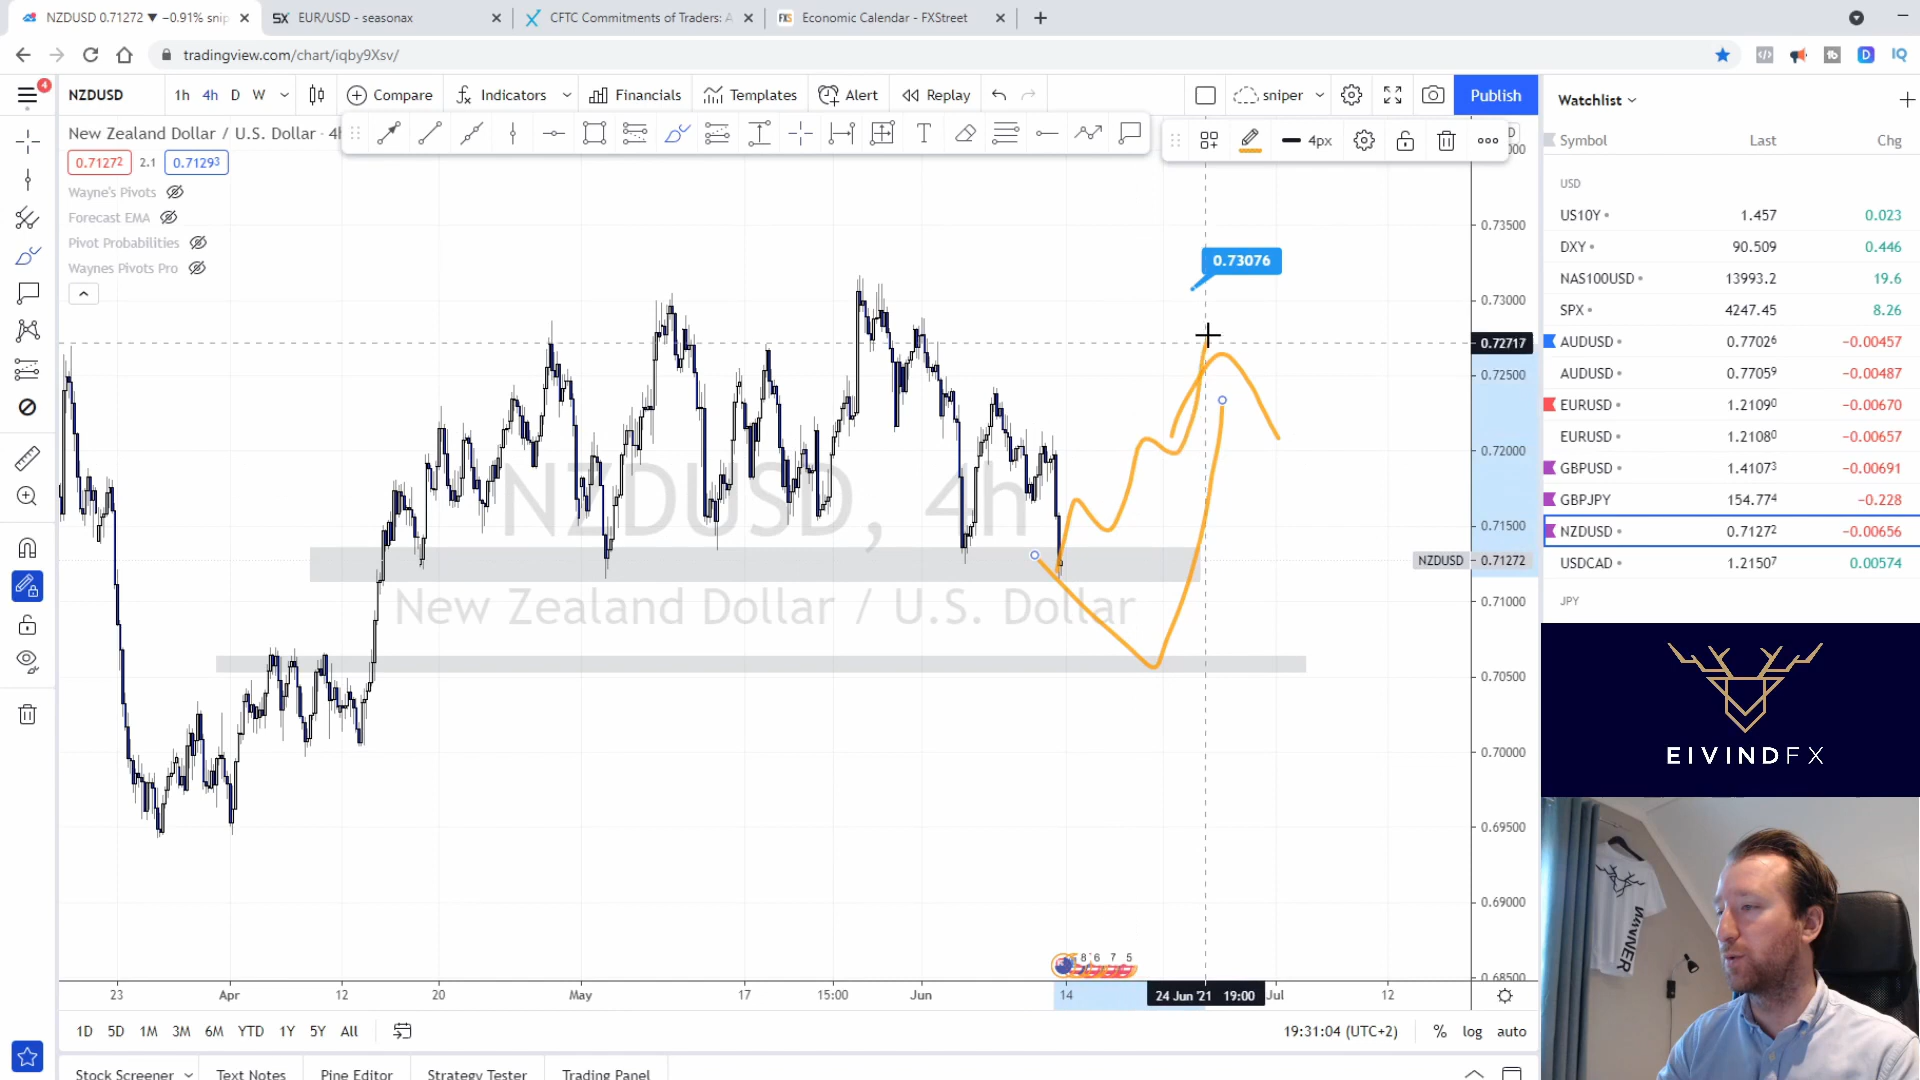 NZDUSD 0.71272 ▼ −0.91% snip
EUR/USD - seasonax
CFTC Commitments of Traders: A
Economic Calendar - FXStreet
tradingview.com/chart/iqby9Xsv/
4
NZDUSD
1h 4h D W
Compare
Indicators
Financials
Templates
Alert
Replay
sniper
Publish
Watchlist
New Zealand Dollar / U.S. Dollar · 4h
4px
Symbol Last Chg
0.71272 2.1 0.71293
Wayne's Pivots
Forecast EMA
Pivot Probabilities
Waynes Pivots Pro
USD
US10Y 1.457 0.023
DXY 90.509 0.446
NAS100USD 13993.2 19.6
SPX 4247.45 8.26
AUDUSD 0.77026 −0.00457
AUDUSD 0.77059 −0.00487
EURUSD 1.21090 −0.00670
EURUSD 1.21080 −0.00657
GBPUSD 1.41073 −0.00691
GBPJPY 154.774 −0.228
NZDUSD 0.71272 −0.00656
USDCAD 1.21507 0.00574
JPY
0.73076
0.73500
0.73000
0.72717
0.72500
0.72000
0.71500
NZDUSD 0.71272
0.71000
0.70500
0.70000
0.69500
0.69000
0.68500
NZDUSD, 4h
New Zealand Dollar / U.S. Dollar
EIVINDFX
WINNER
8 6 7 5
23 Apr 12 20 May 17 15:00 Jun 14 24 Jun '21 19:00 Jul 12
1D 5D 1M 3M 6M YTD 1Y 5Y All
19:31:04 (UTC+2) % log auto
Stock Screener Text Notes Pine Editor Strategy Tester Trading Panel